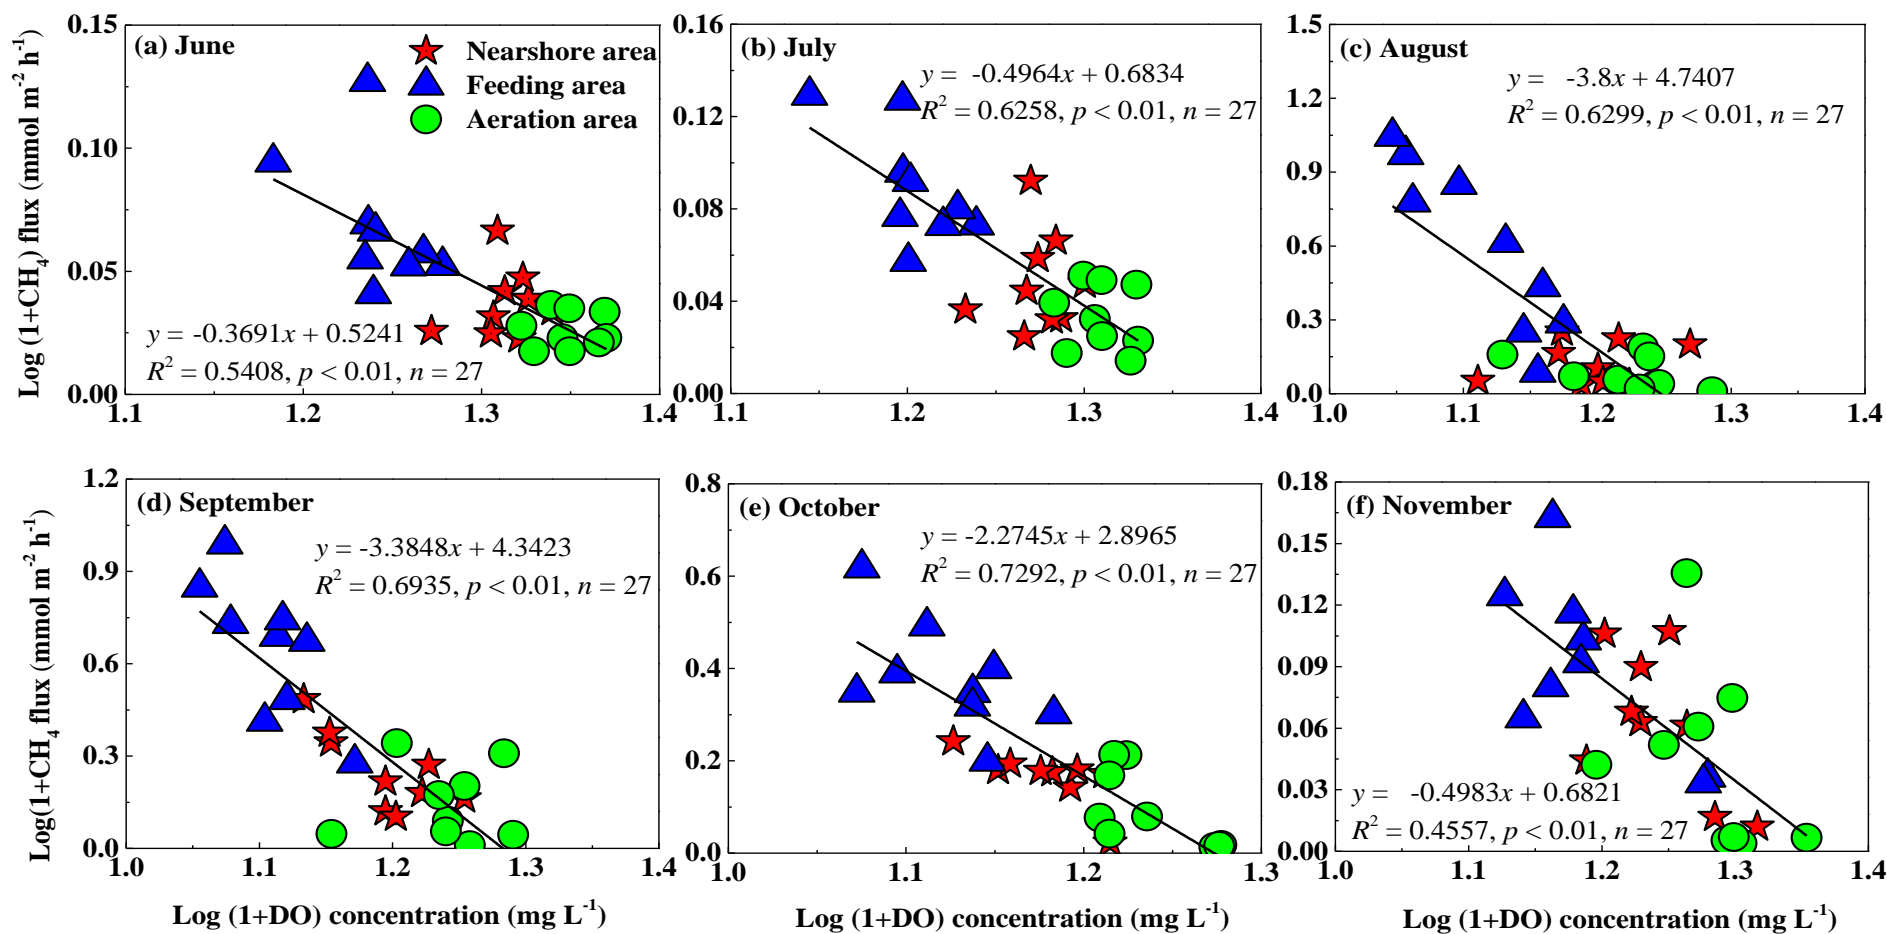 Log (1+CH4) flux (mmol m-2 h-1)
0.15
0.10
0.05
0.00
(a) June
Nearshore area
Feeding area
Aeration area
y = -0.3691x + 0.5241
R2 = 0.5408, p < 0.01, n = 27
1.1 1.2 1.3 1.4
0.16
0.12
0.08
0.04
0.00
(b) July
y = -0.4964x + 0.6834
R2 = 0.6258, p < 0.01, n = 27
1.1 1.2 1.3
1.5
1.2
0.9
0.6
0.3
0.0
(c) August
y = -3.8x + 4.7407
R2 = 0.6299, p < 0.01, n = 27
1.0 1.1 1.2 1.3 1.4
Log(1+CH4 flux (mmol m-2 h-1)
1.2
0.9
0.6
0.3
0.0
(d) September
y = -3.3848x + 4.3423
R2 = 0.6935, p < 0.01, n = 27
1.0 1.1 1.2 1.3 1.4
Log (1+DO) concentration (mg L-1)
0.8
0.6
0.4
0.2
0.0
(e) October
y = -2.2745x + 2.8965
R2 = 0.7292, p < 0.01, n = 27
1.0 1.1 1.2 1.3
Log (1+DO) concentration (mg L-1)
0.18
0.15
0.12
0.09
0.06
0.03
0.00
(f) November
y = -0.4983x + 0.6821
R2 = 0.4557, p < 0.01, n = 27
1.0 1.1 1.2 1.3 1.4
Log (1+DO) concentration (mg L-1)